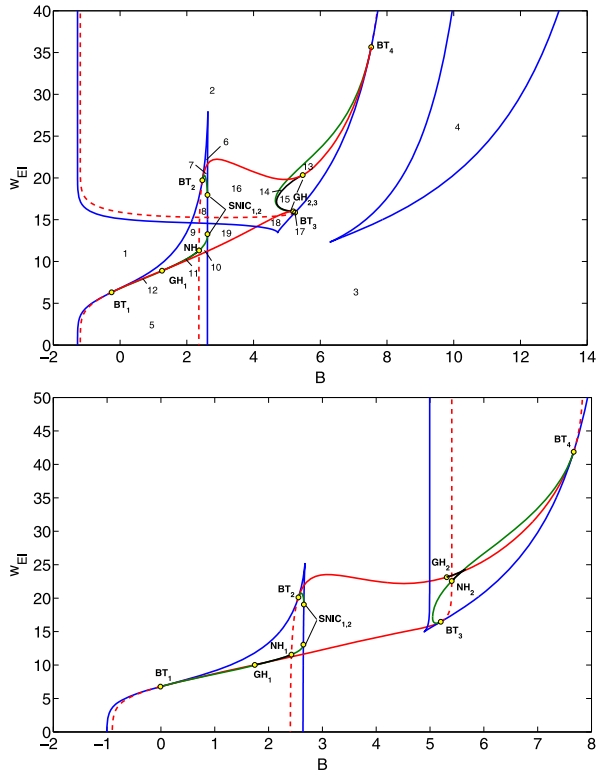 40
35
30
25
20
15
10
5
0
w_EI
−2
0
2
4
6
8
10
12
14
B
BT_4
2
6
7
13
4
BT_2
16
14
15
SNIC_1,2
GH_2,3
8
BT_3
9
19
18
17
1
NH
10
11
GH_1
12
3
BT_1
5
50
45
40
35
30
25
20
15
10
5
0
w_EI
−2
−1
0
1
2
3
4
5
6
7
8
B
BT_4
GH_2
BT_2
NH_2
SNIC_1,2
BT_3
NH_1
BT_1
GH_1